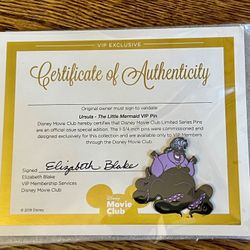 VIP EXCLUSIVE
Certificate of Authenticity
Original owner must sign to validate
Ursula - The Little Mermaid VIP Pin
Disney Movie Club hereby certifies that Disney Movie Club Limited Series Pins
are an official issue special edition. The 1-3/4 inch pins were commissioned and
designed exclusively for this collection and are available only to VIP Members
through the Disney Movie Club.
Signed Elizabeth Blake
Elizabeth Blake
VIP Membership Services
Disney Movie Club
Disney
Movie
Club
© 2019 Disney